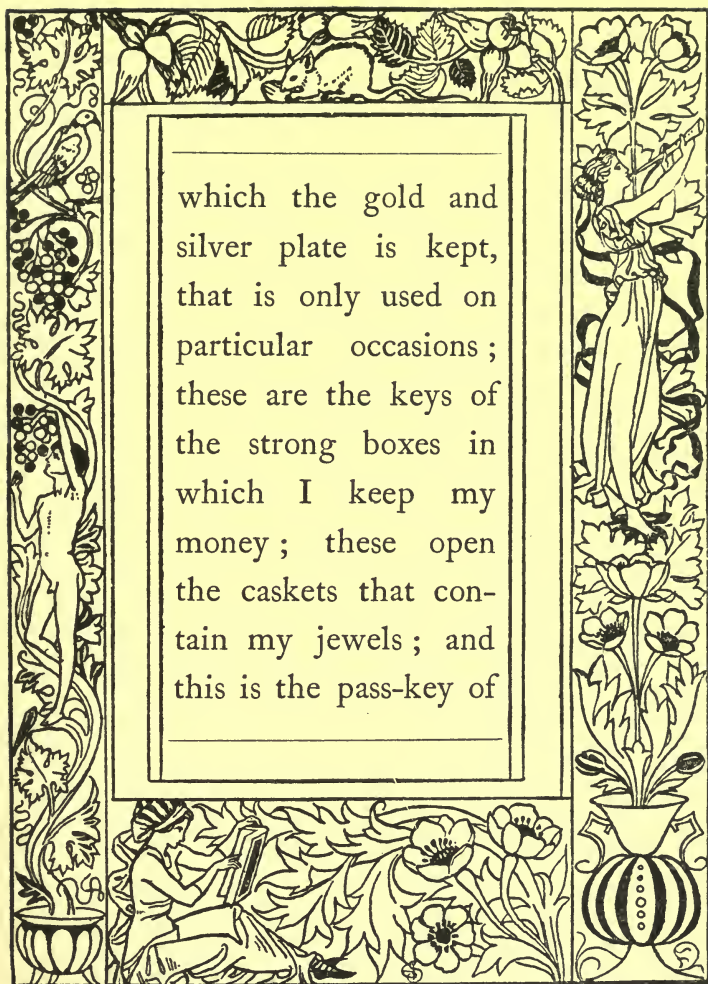 which the gold and
silver plate is kept,
that is only used on
particular occasions ;
these are the keys of
the strong boxes in
which I keep my
money ; these open
the caskets that con-
tain my jewels ; and
this is the pass-key of